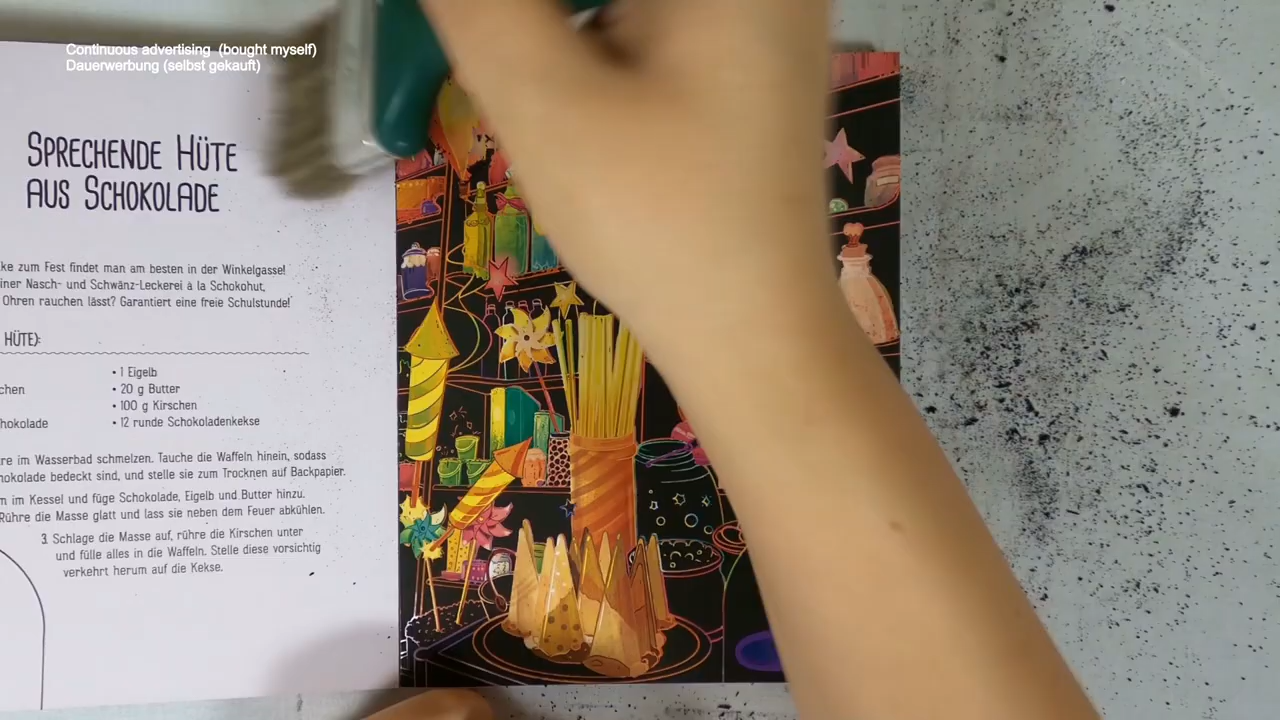 Continuous advertising (bought myself)
Dauerwerbung (selbst gekauft)
SPRECHENDE HÜTE
AUS SCHOKOLADE
ke zum Fest findet man am besten in der Winkelgasse!
iner Nasch- und Schwänz-Leckerei à la Schokohut,
Ohren rauchen lässt? Garantiert eine freie Schulstunde!
HÜTE):
• 1 Eigelb
chen • 20 g Butter
• 100 g Kirschen
hokolade • 12 runde Schokoladenkekse
re im Wasserbad schmelzen. Tauche die Waffeln hinein, sodass
hokolade bedeckt sind, und stelle sie zum Trocknen auf Backpapier.
m im Kessel und füge Schokolade, Eigelb und Butter hinzu.
Rühre die Masse glatt und lass sie neben dem Feuer abkühlen.
3. Schlage die Masse auf, rühre die Kirschen unter
und fülle alles in die Waffeln. Stelle diese vorsichtig
verkehrt herum auf die Kekse.